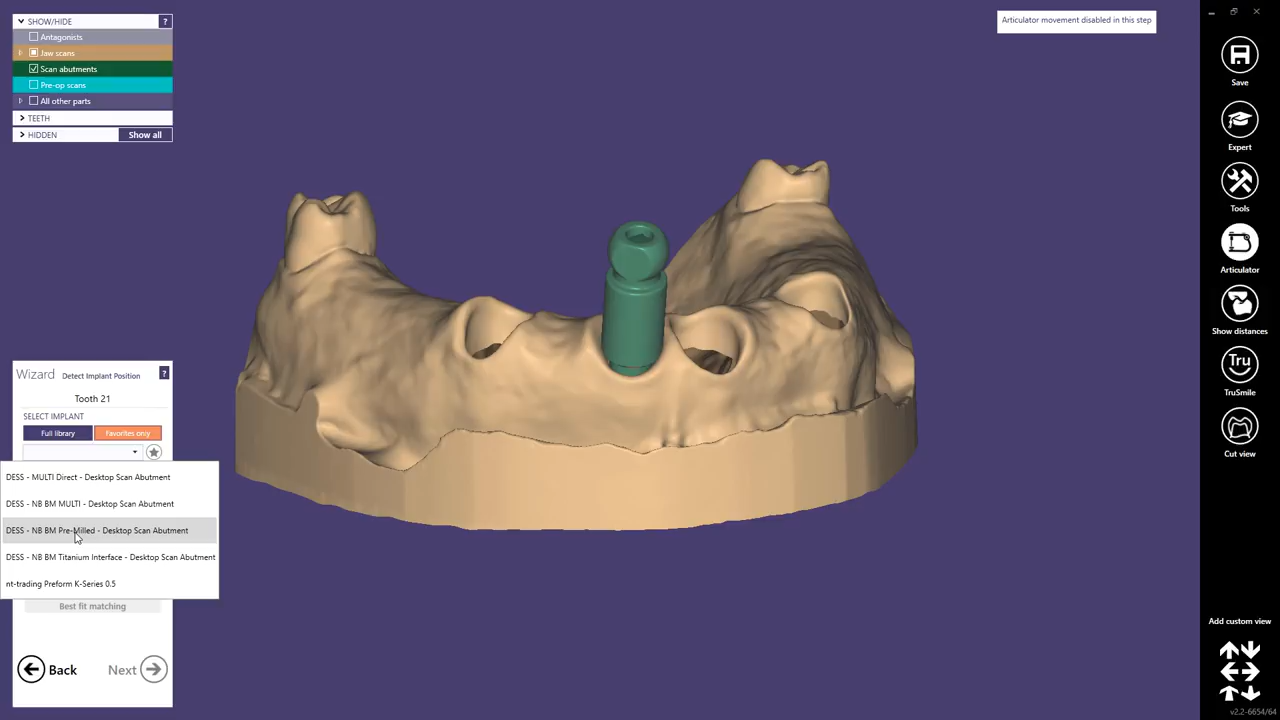 SHOW/HIDE ?
Antagonists
Jaw scans
Scan abutments
Pre-op scans
All other parts
TEETH
HIDDEN Show all
Articulator movement disabled in this step
Save
Expert
Tools
Articulator
Show distances
Tru
TruSmile
Cut view
Wizard Detect Implant Position ?
Tooth 21
SELECT IMPLANT
Full library Favorites only
DESS - MULTI Direct - Desktop Scan Abutment
DESS - NB BM MULTI - Desktop Scan Abutment
DESS - NB BM Pre-Milled - Desktop Scan Abutment
DESS - NB BM Titanium Interface - Desktop Scan Abutment
nt-trading Preform K-Series 0.5
Best fit matching
Back Next
Add custom view
v2.2-6654/64